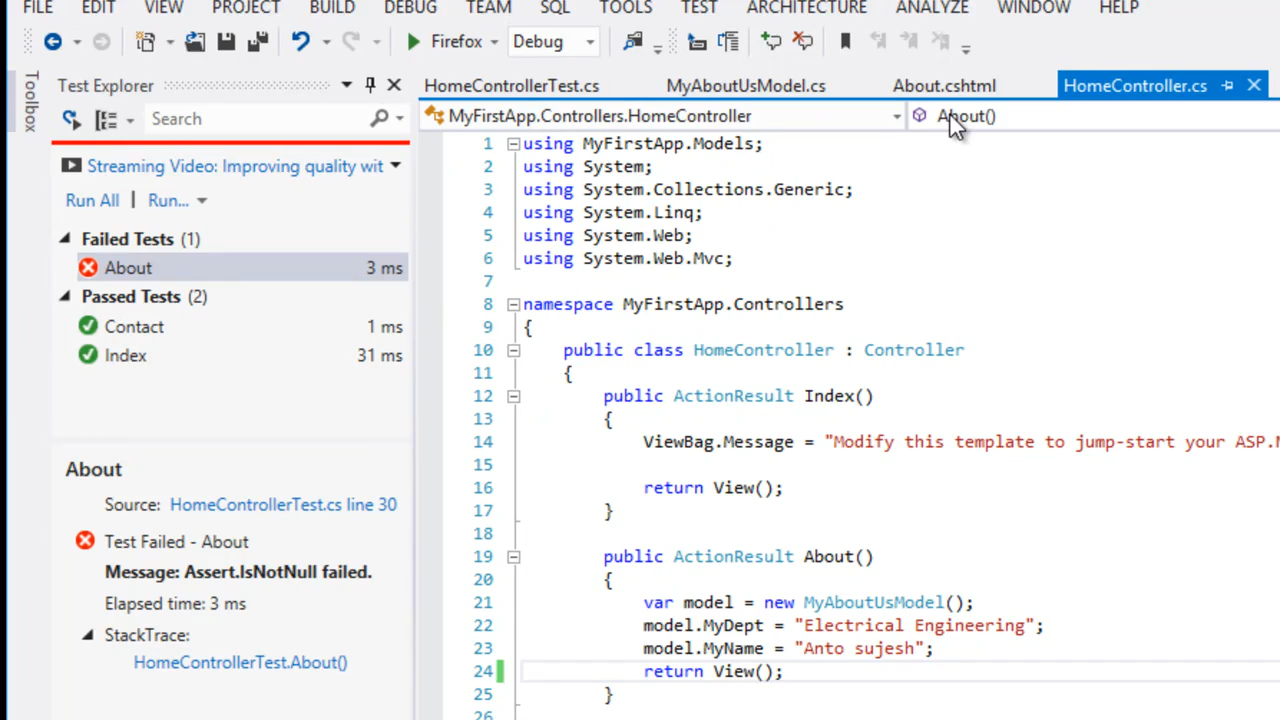 FILE EDIT VIEW PROJECT BUILD DEBUG TEAM SQL TOOLS TEST ARCHITECTURE ANALYZE WINDOW HELP
Firefox Debug
Toolbox
Test Explorer
HomeControllerTest.cs MyAboutUsModel.cs About.cshtml HomeController.cs
Search
MyFirstApp.Controllers.HomeController About()
Streaming Video: Improving quality wit
Run All | Run...
Failed Tests (1)
About 3 ms
Passed Tests (2)
Contact 1 ms
Index 31 ms
About
Source: HomeControllerTest.cs line 30
Test Failed - About
Message: Assert.IsNotNull failed.
Elapsed time: 3 ms
StackTrace:
HomeControllerTest.About()
1 using MyFirstApp.Models;
2 using System;
3 using System.Collections.Generic;
4 using System.Linq;
5 using System.Web;
6 using System.Web.Mvc;
7
8 namespace MyFirstApp.Controllers
9 {
10 public class HomeController : Controller
11 {
12 public ActionResult Index()
13 {
14 ViewBag.Message = "Modify this template to jump-start your ASP.N
15
16 return View();
17 }
18
19 public ActionResult About()
20 {
21 var model = new MyAboutUsModel();
22 model.MyDept = "Electrical Engineering";
23 model.MyName = "Anto sujesh";
24 return View();
25 }
26